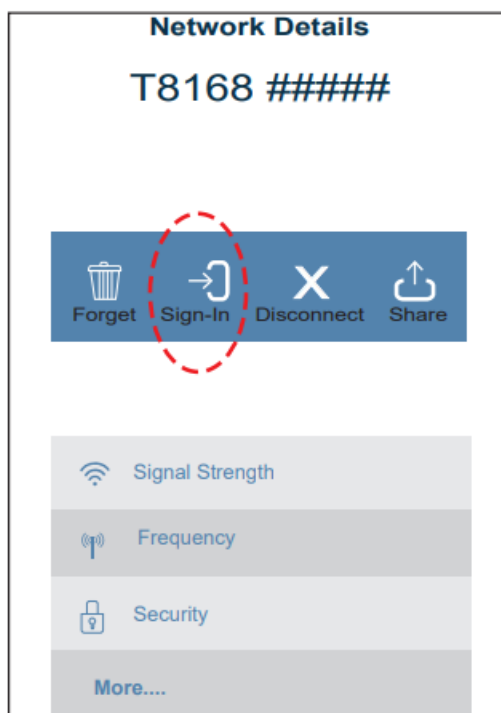 Network Details
T8168 #####
Forget Sign-In Disconnect Share
Signal Strength
Frequency
Security
More....